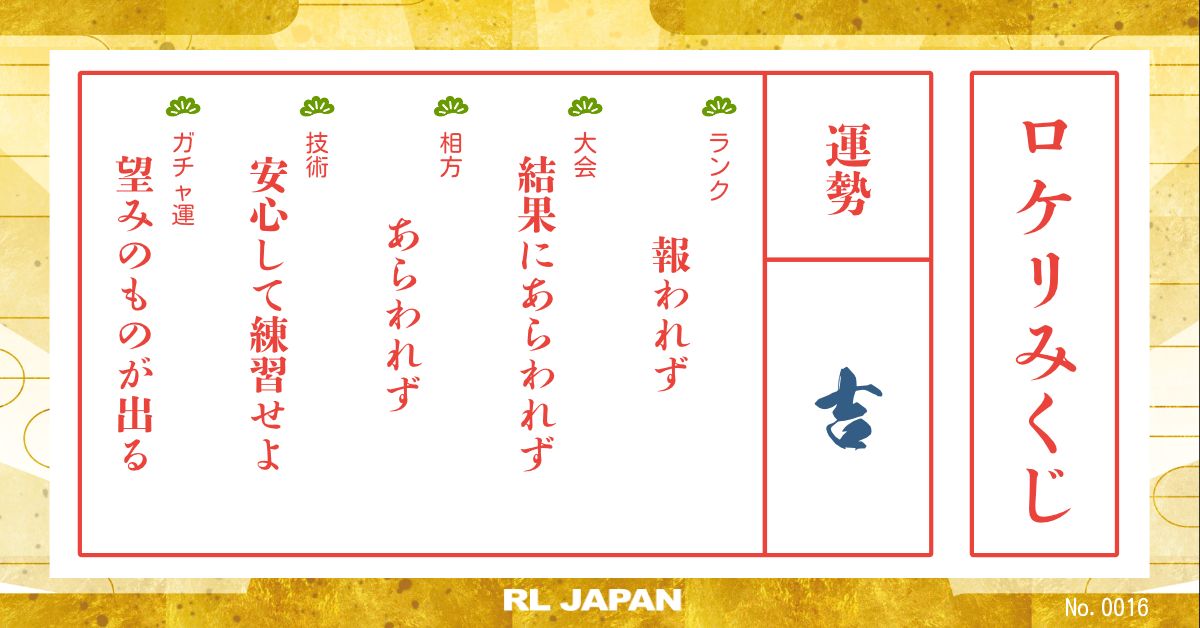 ロケリみくじ
運勢
吉
ランク
報われず
大会
結果にあらわれず
相方
あらわれず
技術
安心して練習せよ
ガチャ運
望みのものが出る
RL JAPAN
No. 0016